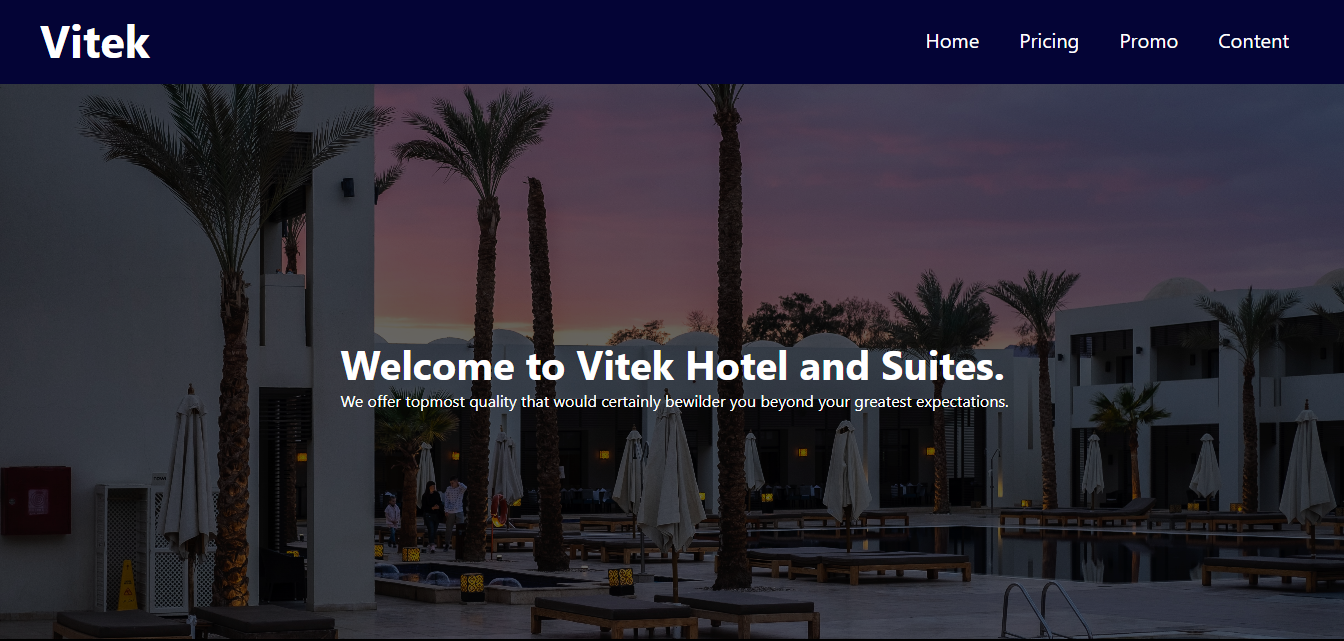 Vitek
Home Pricing Promo Content
Welcome to Vitek Hotel and Suites.
We offer topmost quality that would certainly bewilder you beyond your greatest expectations.